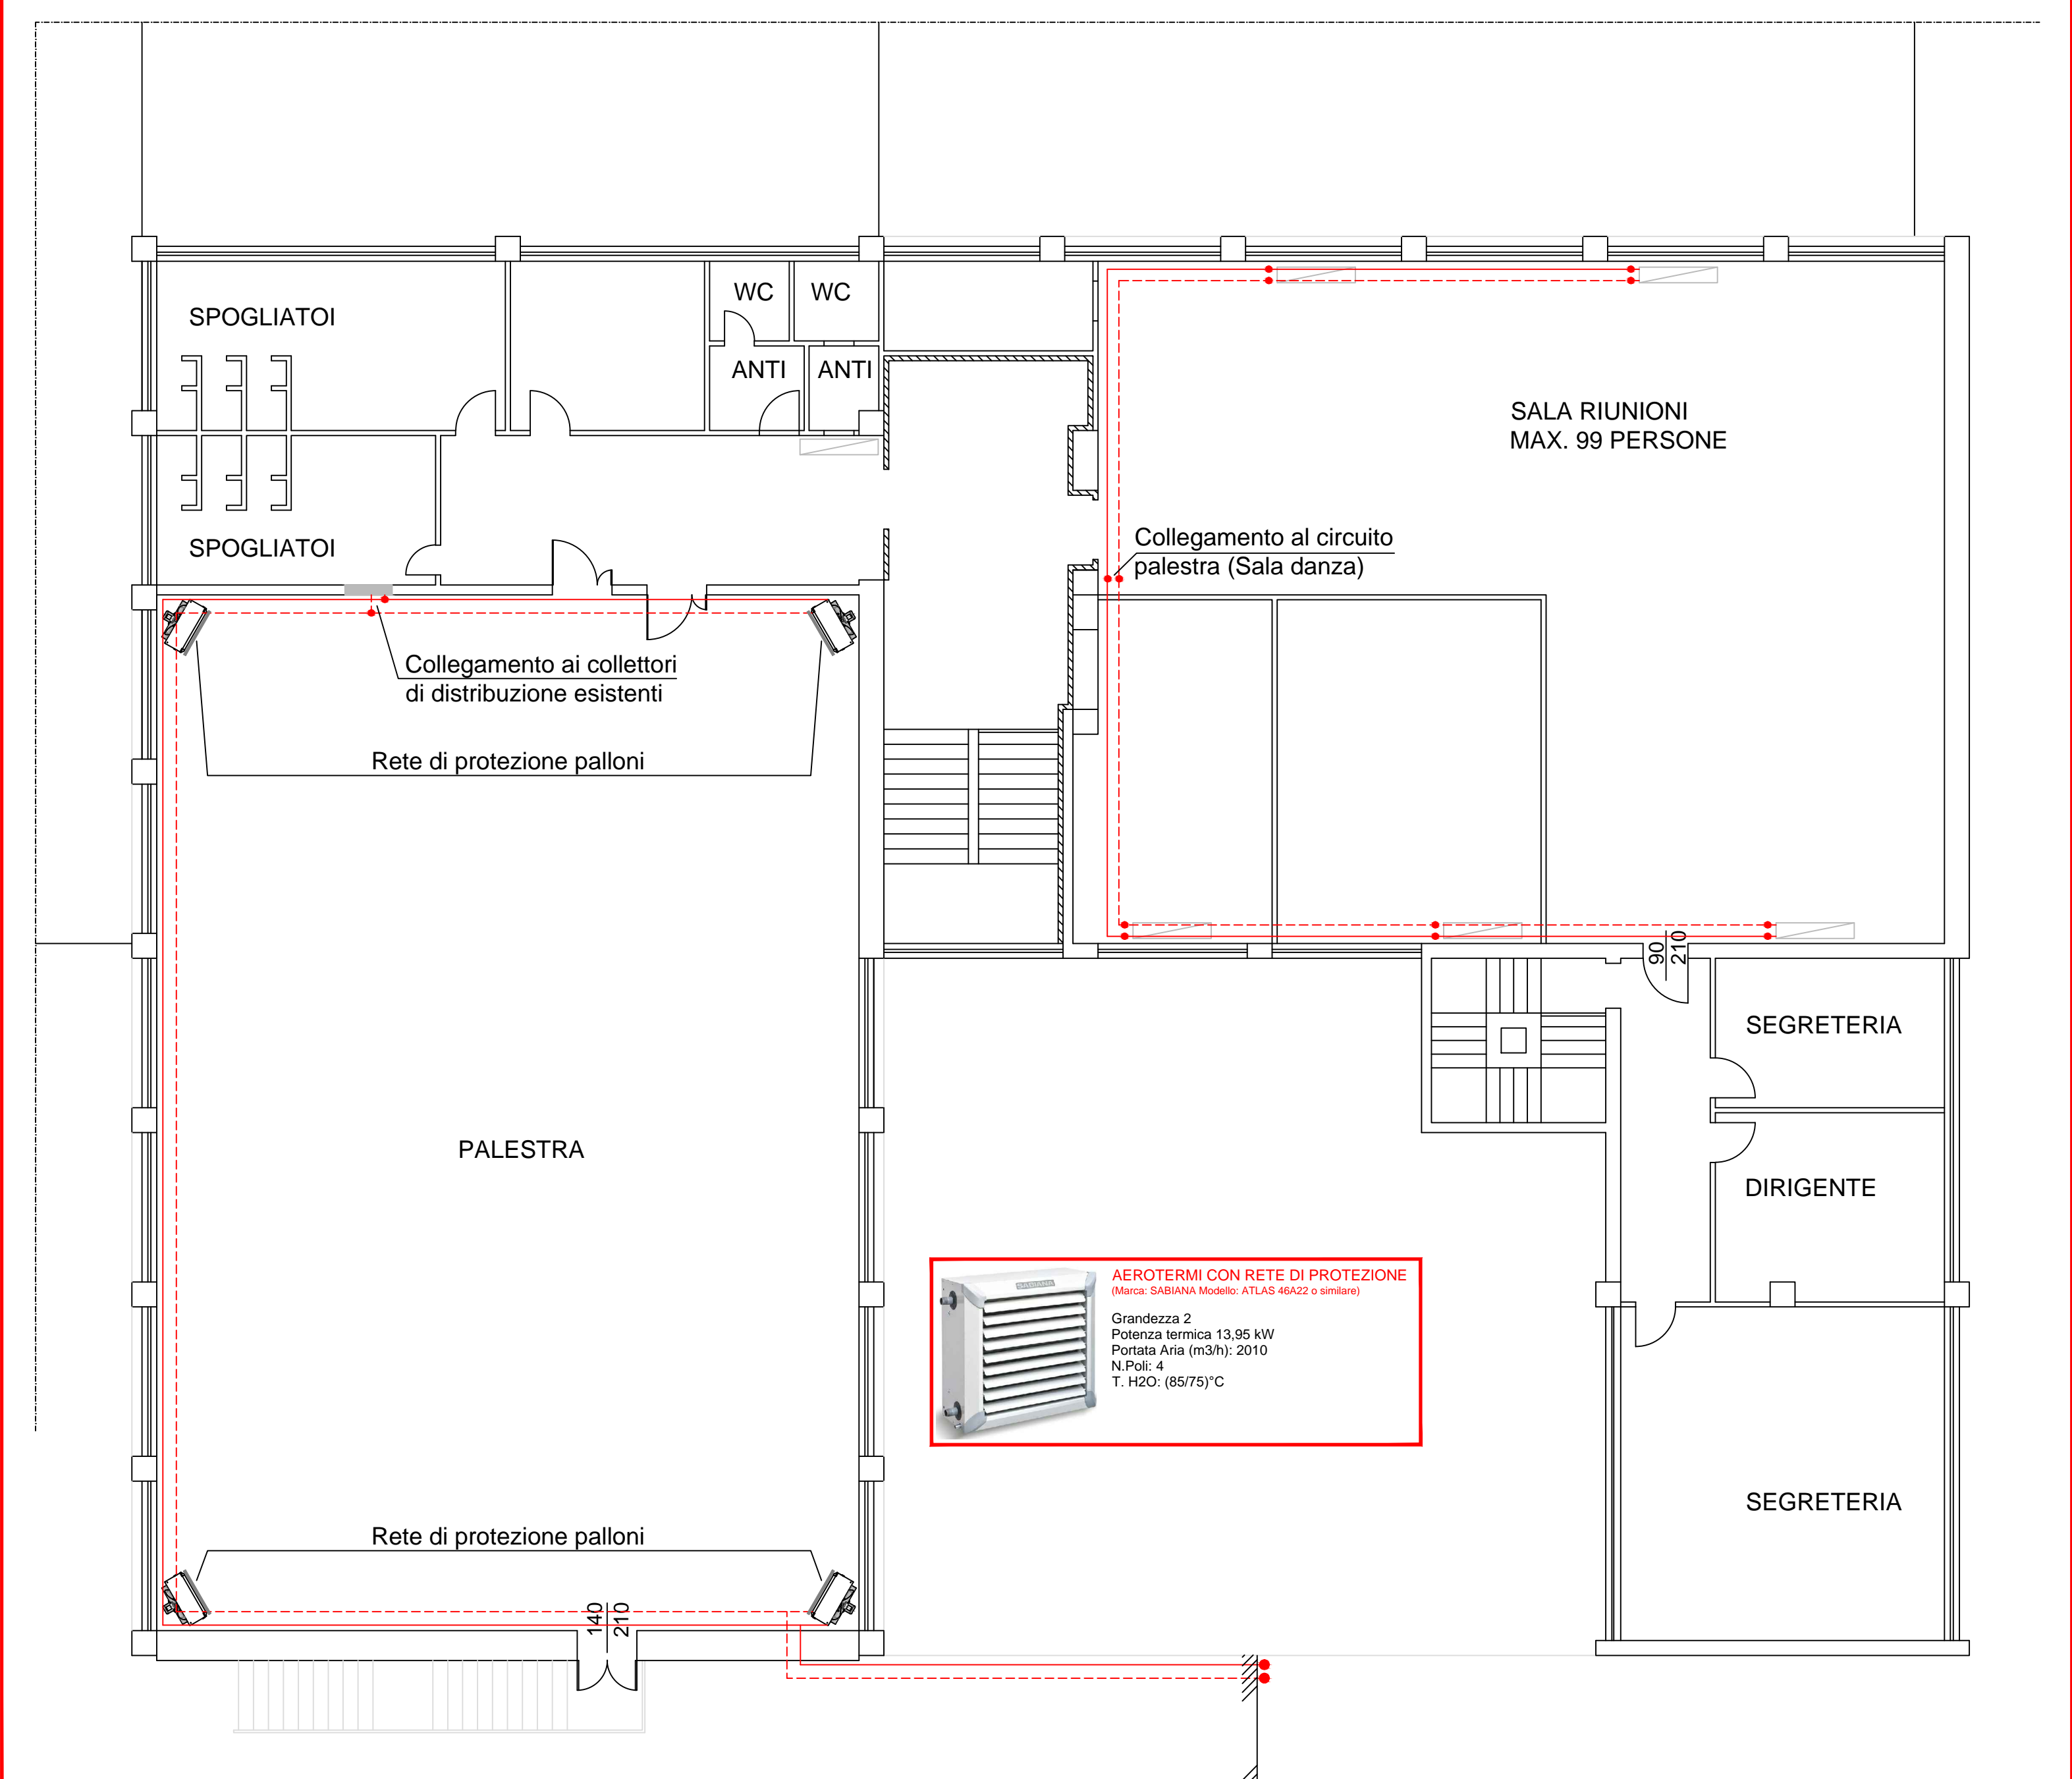 WC
WC
SPOGLIATOI
ANTI
ANTI
SALA RIUNIONI
MAX. 99 PERSONE
Collegamento al circuito
palestra (Sala danza)
SPOGLIATOI
Collegamento ai collettori
di distribuzione esistenti
Rete di protezione palloni
90
210
SEGRETERIA
PALESTRA
DIRIGENTE
SABIANA
AEROTERMI CON RETE DI PROTEZIONE
(Marca: SABIANA Modello: ATLAS 46A22 o similare)
Grandezza 2
Potenza termica 13,95 kW
Portata Aria (m3/h): 2010
N.Poli: 4
T. H2O: (85/75)°C
SEGRETERIA
Rete di protezione palloni
140
210